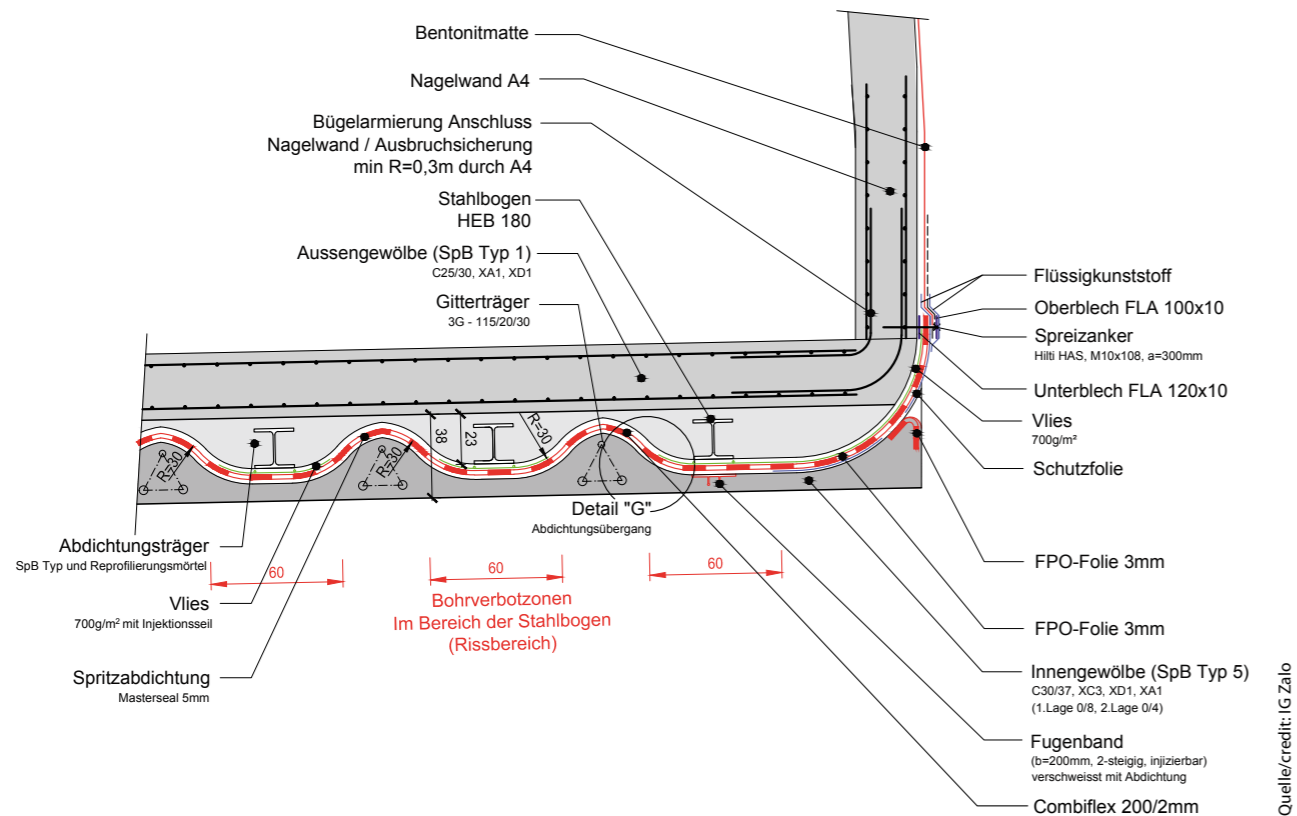 Bentonitmatte
Nagelwand A4
Bügelarmierung Anschluss
Nagelwand / Ausbruchsicherung
min R=0,3m durch A4
Stahlbogen
HEB 180
Aussengewölbe (SpB Typ 1)
C25/30, XA1, XD1
Gitterträger
3G - 115/20/30
Flüssigkunststoff
Oberblech FLA 100x10
Spreizanker
Hilti HAS, M10x108, a=300mm
Unterblech FLA 120x10
Vlies
700g/m²
Schutzfolie
FPO-Folie 3mm
FPO-Folie 3mm
Innengewölbe (SpB Typ 5)
C30/37, XC3, XD1, XA1
(1.Lage 0/8, 2.Lage 0/4)
Fugenband
(b=200mm, 2-steigig, injizierbar)
verschweisst mit Abdichtung
Combiflex 200/2mm
R=30
R=30
38
23
R=30
Detail "G"
Abdichtungsübergang
Abdichtungsträger
SpB Typ und Reprofilierungsmörtel
Vlies
700g/m² mit Injektionsseil
Spritzabdichtung
Masterseal 5mm
60
60
60
Bohrverbotzonen
Im Bereich der Stahlbogen
(Rissbereich)
Quelle/credit: IG Zalo